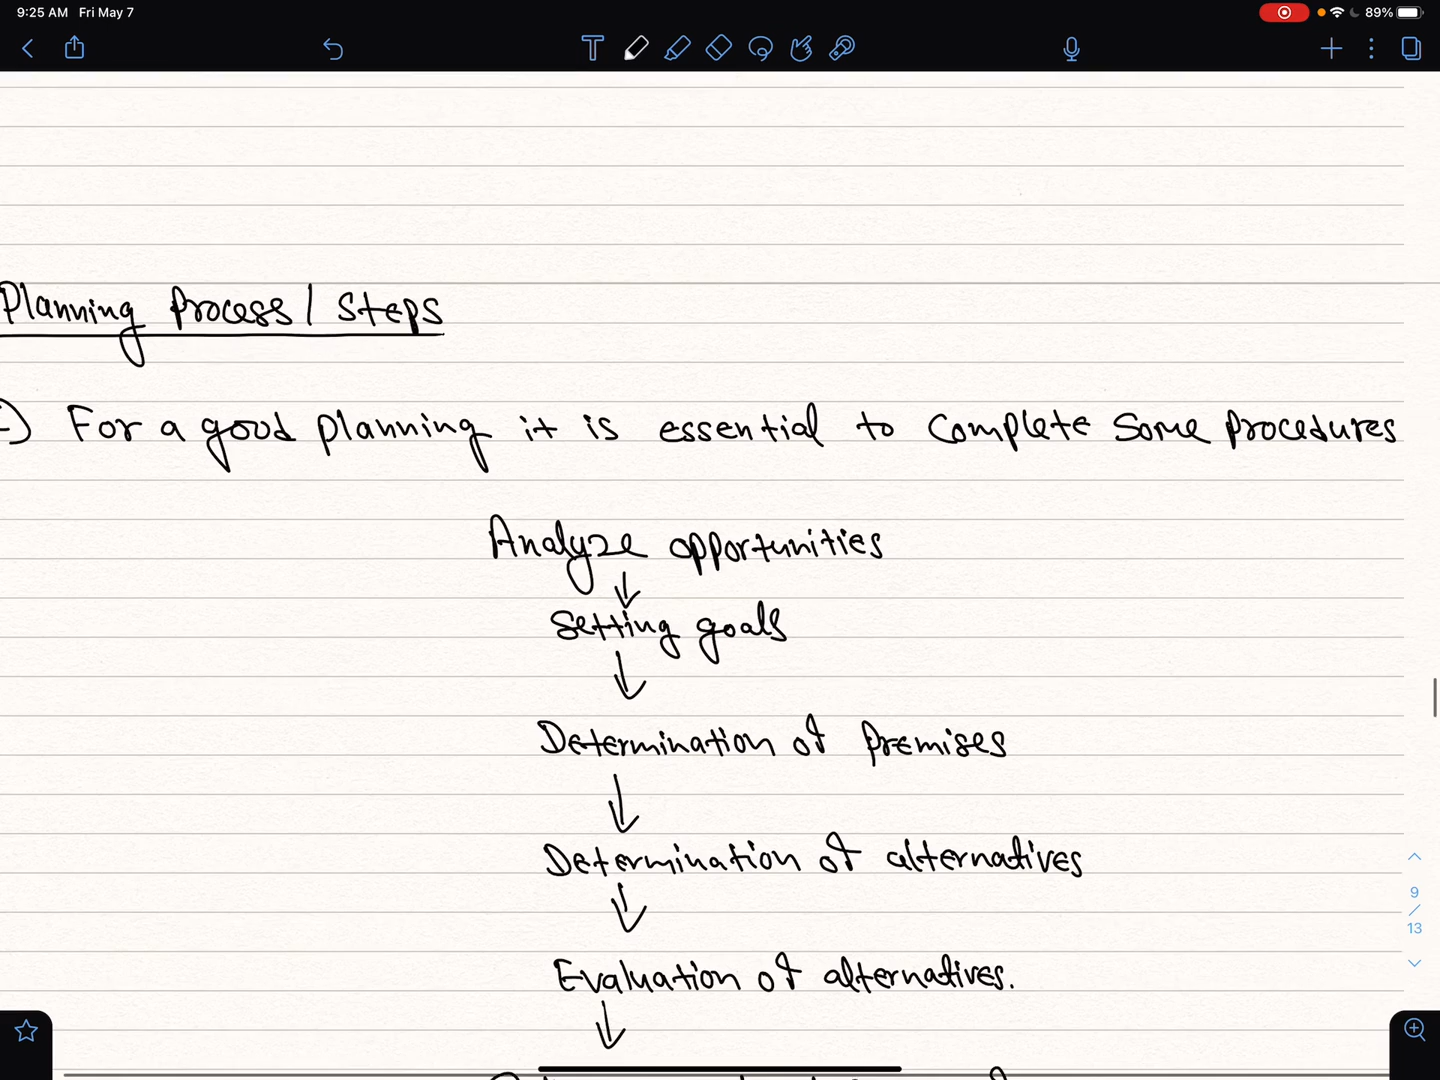 9:25 AM Fri May 7
89%
Planning Process / Steps
For a good planning it is essential to complete some procedures
Analyze opportunities
↓
Setting goals
↓
Determination of premises
↓
Determination of alternatives
↓
Evaluation of alternatives.
↓
9
/
13